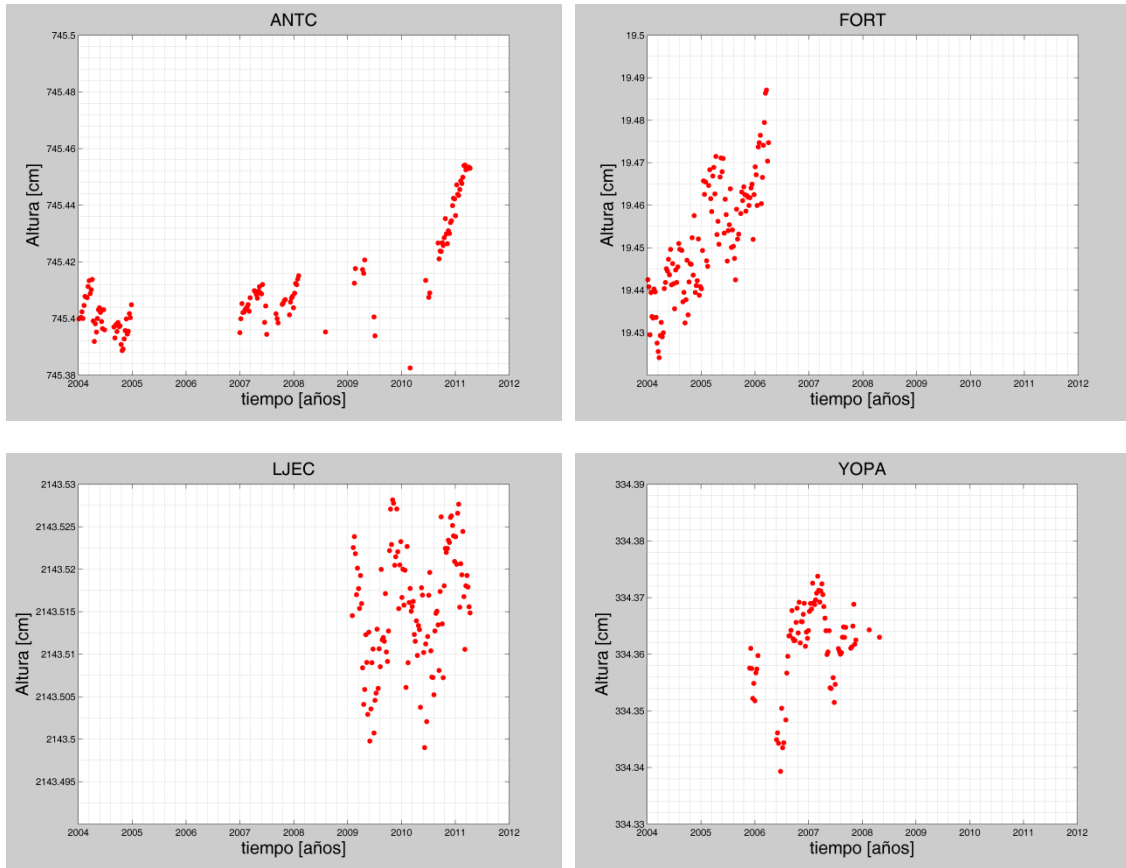 ANTC
745.5
745.48
745.46
745.44
745.42
745.4
745.38
Altura [cm]
2004 2005 2006 2007 2008 2009 2010 2011 2012
tiempo [años]
FORT
19.5
19.49
19.48
19.47
19.46
19.45
19.44
19.43
Altura [cm]
2004 2005 2006 2007 2008 2009 2010 2011 2012
tiempo [años]
LJEC
2143.53
2143.525
2143.52
2143.515
2143.51
2143.505
2143.5
2143.495
Altura [cm]
2004 2005 2006 2007 2008 2009 2010 2011 2012
tiempo [años]
YOPA
334.39
334.38
334.37
334.36
334.35
334.34
334.33
Altura [cm]
2004 2005 2006 2007 2008 2009 2010 2011 2012
tiempo [años]